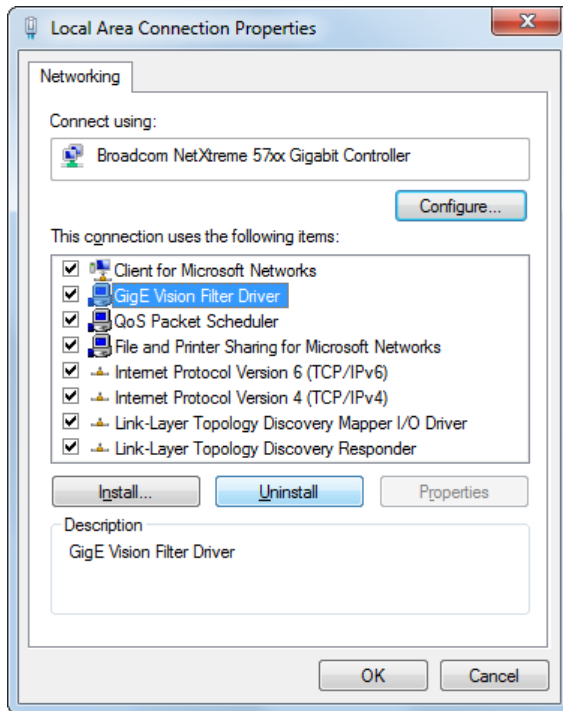 Local Area Connection Properties
Networking
Connect using:
Broadcom NetXtreme 57xx Gigabit Controller
Configure...
This connection uses the following items:
Client for Microsoft Networks
GigE Vision Filter Driver
QoS Packet Scheduler
File and Printer Sharing for Microsoft Networks
Internet Protocol Version 6 (TCP/IPv6)
Internet Protocol Version 4 (TCP/IPv4)
Link-Layer Topology Discovery Mapper I/O Driver
Link-Layer Topology Discovery Responder
Install... Uninstall Properties
Description
GigE Vision Filter Driver
OK Cancel